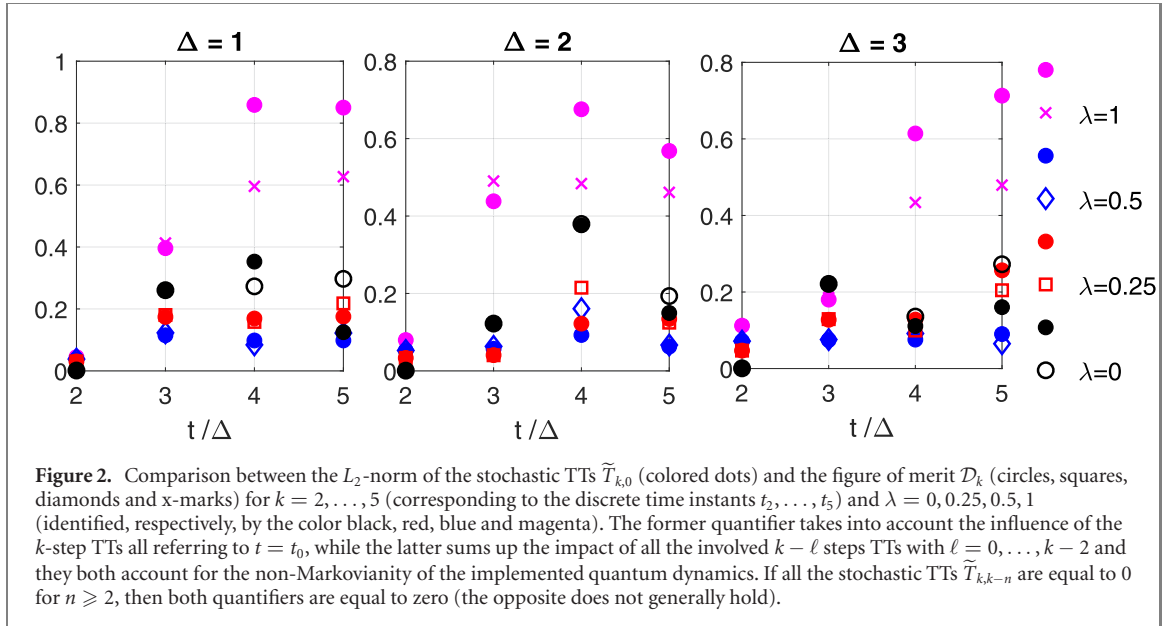 Δ = 1
Δ = 2
Δ = 3
1
0.8
0.6
0.4
0.2
0
2
3
4
5
t /Δ
0.8
0.6
0.4
0.2
0
2
3
4
5
t /Δ
0.8
0.6
0.4
0.2
0
2
3
4
5
t /Δ
λ=1
λ=0.5
λ=0.25
λ=0
Figure 2. Comparison between the L₂-norm of the stochastic TTs T̃ₖ,₀ (colored dots) and the figure of merit 𝒟ₖ (circles, squares,
diamonds and x-marks) for k = 2, . . . , 5 (corresponding to the discrete time instants t₂, . . . , t₅) and λ = 0, 0.25, 0.5, 1
(identified, respectively, by the color black, red, blue and magenta). The former quantifier takes into account the influence of the
k-step TTs all referring to t = t₀, while the latter sums up the impact of all the involved k − ℓ steps TTs with ℓ = 0, . . . , k − 2 and
they both account for the non-Markovianity of the implemented quantum dynamics. If all the stochastic TTs T̃ₖ,ₖ₋ₙ are equal to 0
for n ⩾ 2, then both quantifiers are equal to zero (the opposite does not generally hold).